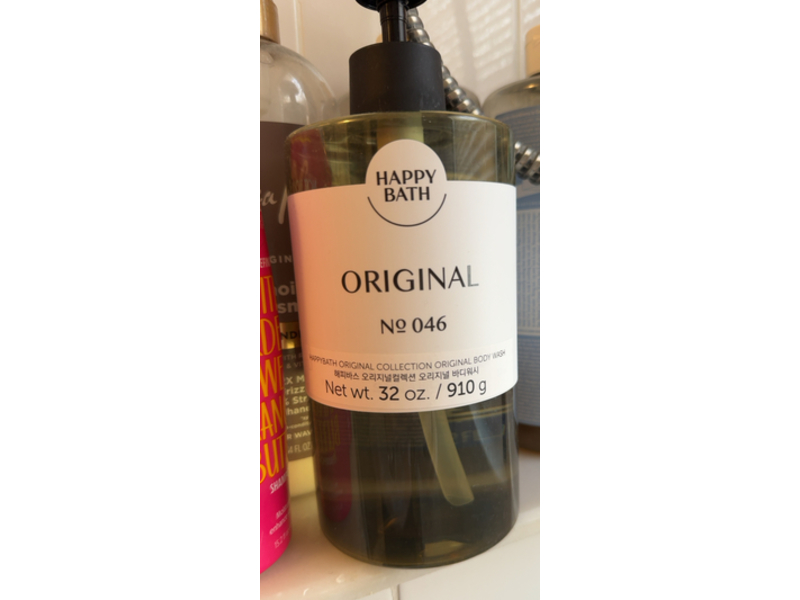 HAPPY
BATH
ORIGINAL
Nº 046
HAPPYBATH ORIGINAL COLLECTION ORIGINAL BODY WASH
해피바스 오리지널컬렉션 오리지널 바디워시
Net wt. 32 oz. / 910 g